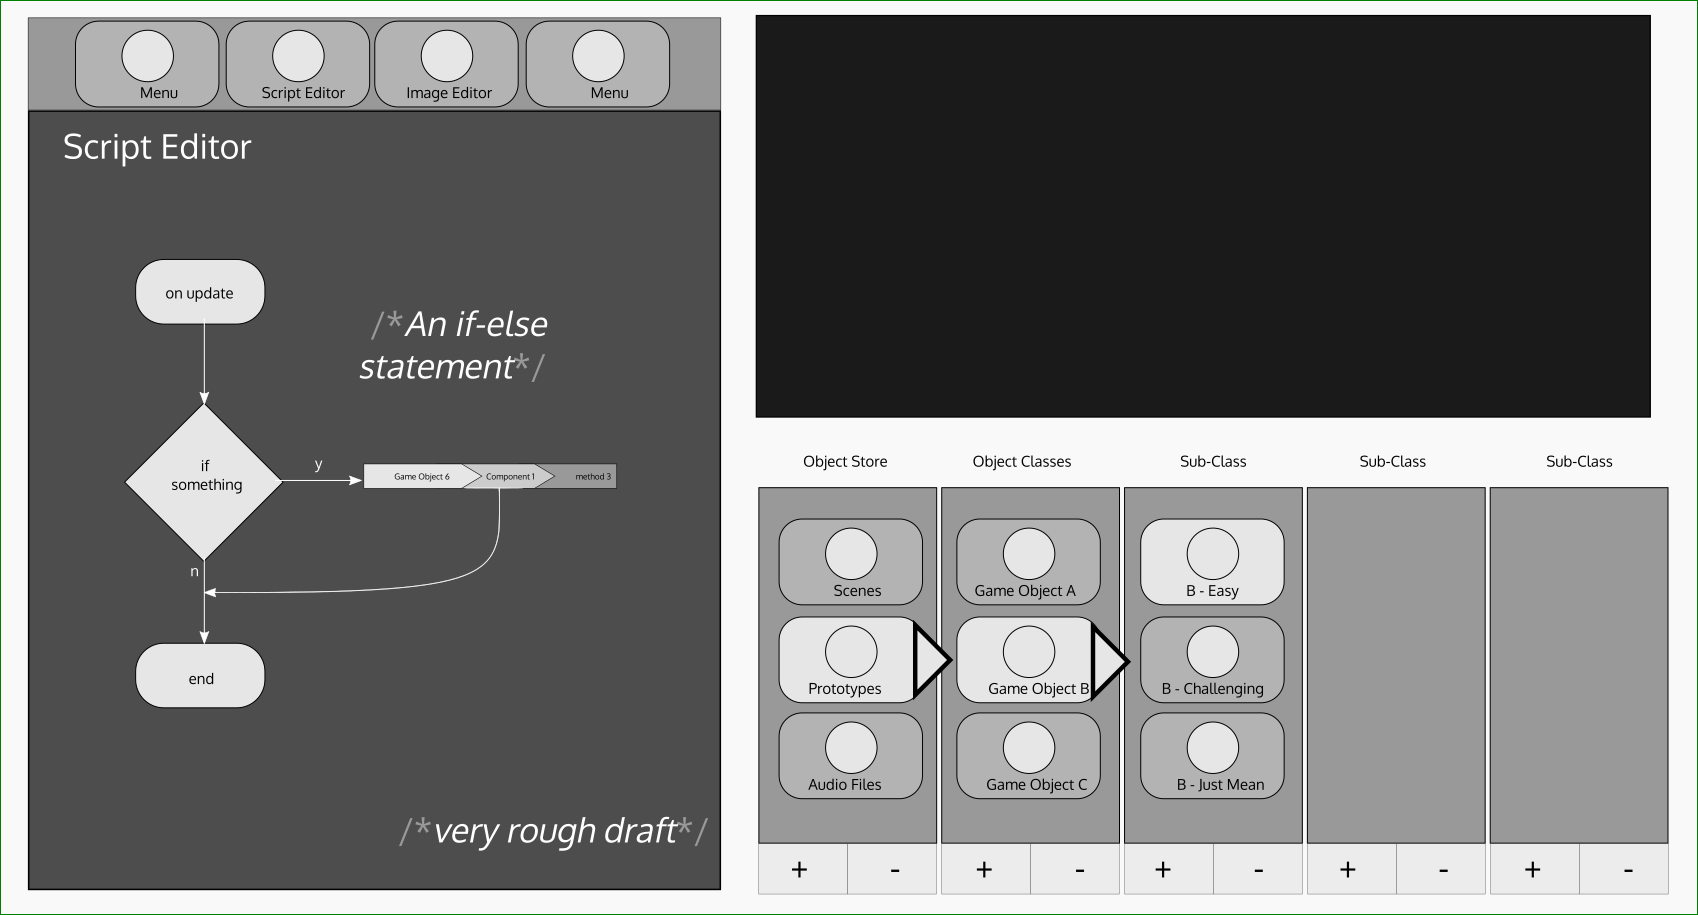 Menu
Script Editor
Image Editor
Menu
Script Editor
on update
/*An if-else
statement*/
if
something
y
Game Object 6
Component 1
method 3
n
end
/*very rough draft*/
Object Store
Object Classes
Sub-Class
Sub-Class
Sub-Class
Scenes
Game Object A
B - Easy
Prototypes
Game Object B
B - Challenging
Audio Files
Game Object C
B - Just Mean
+ - + - + - + - + -